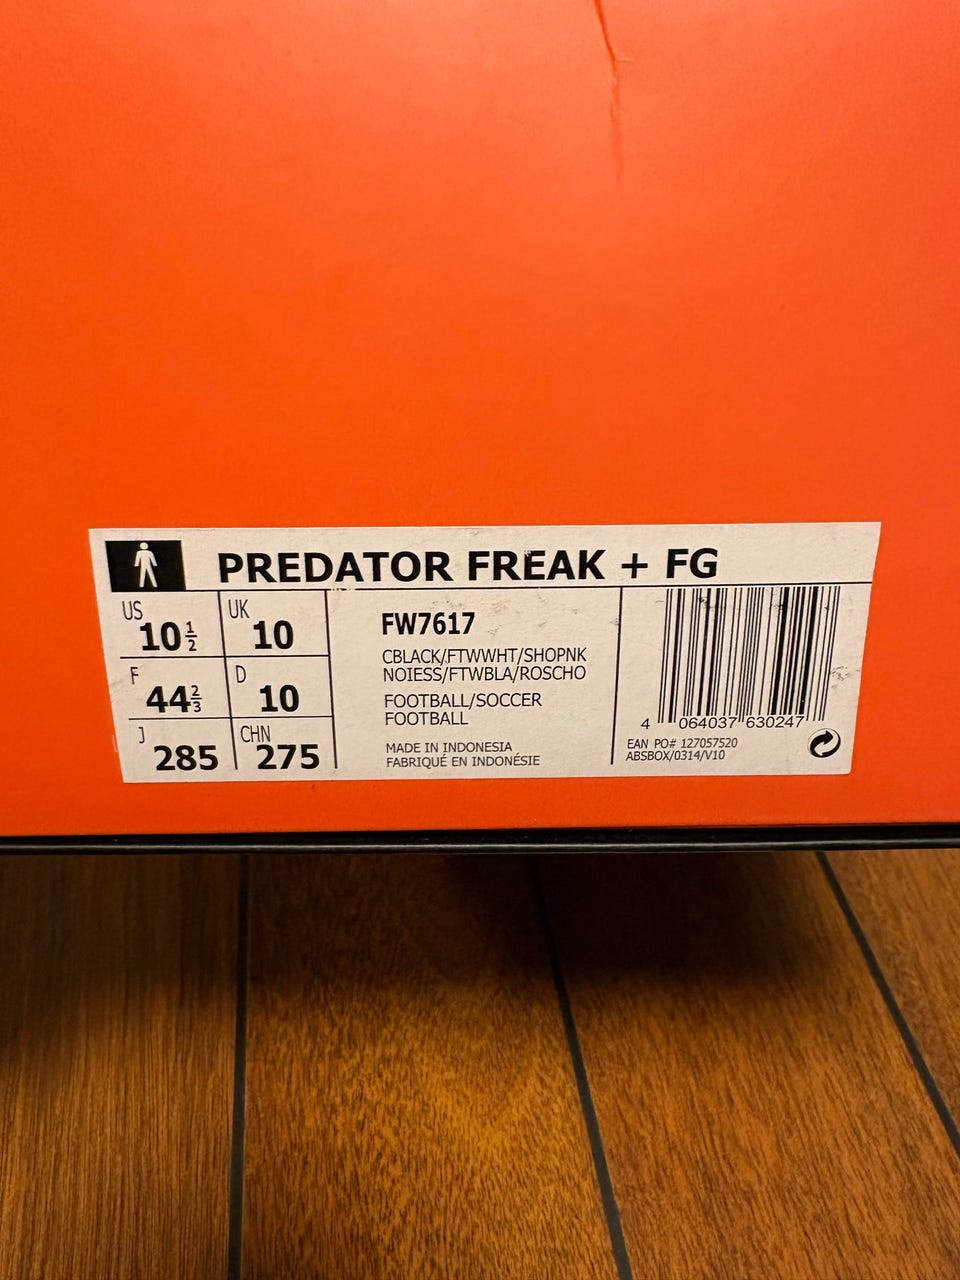 PREDATOR FREAK + FG
US 10 1/2
UK 10
F 44 2/3
D 10
J 285
CHN 275
FW7617
CBLACK/FTWWHT/SHOPNK
NOIESS/FTWBLA/ROSCHO
FOOTBALL/SOCCER
FOOTBALL
MADE IN INDONESIA
FABRIQUÉ EN INDONÉSIE
4 064037 630247
EAN PO# 127057520
ABSBOX/0314/V10